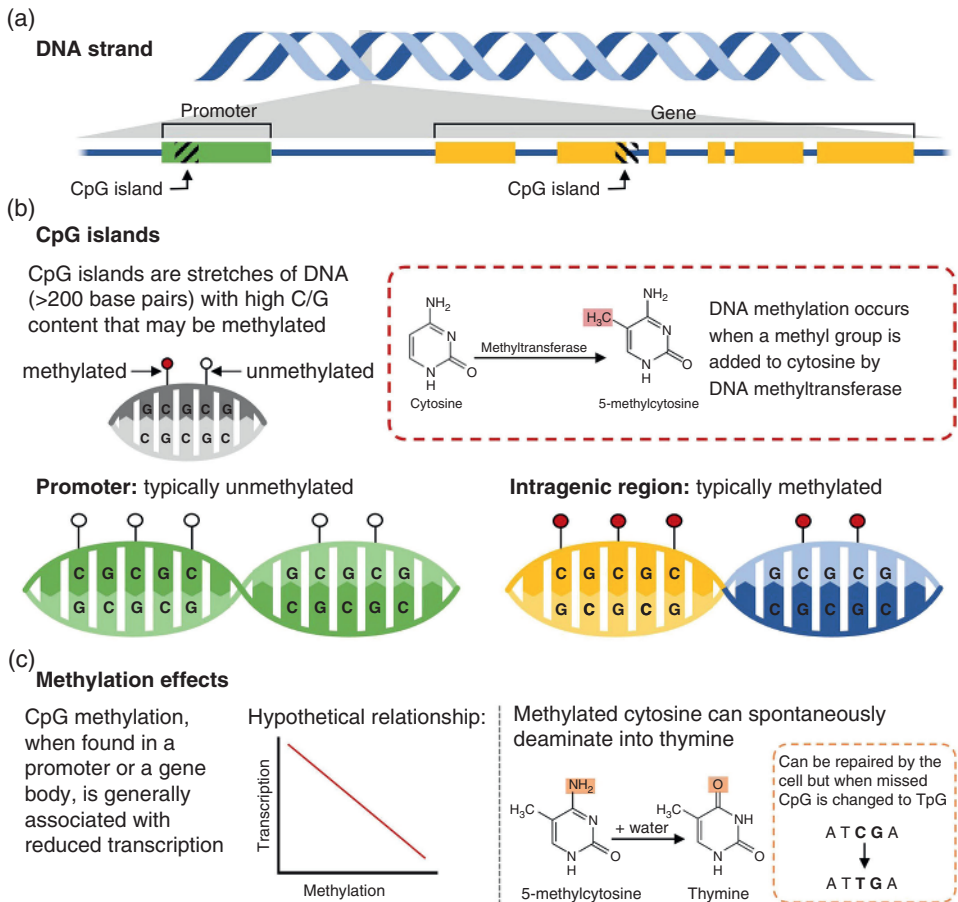 (a)
DNA strand
Promoter
Gene
CpG island
CpG island
(b)
CpG islands
CpG islands are stretches of DNA
(>200 base pairs) with high C/G
content that may be methylated
methylated
unmethylated
G C G C G
C G C G C
NH₂
N
N
H
O
Cytosine
Methyltransferase
H₃C
NH₂
N
N
H
O
5-methylcytosine
DNA methylation occurs
when a methyl group is
added to cytosine by
DNA methyltransferase
Promoter: typically unmethylated
C G C G C
G C G C G
G C G C G
C G C G C
Intragenic region: typically methylated
C G C G C
G C G C G
G C G C G
C G C G C
(c)
Methylation effects
CpG methylation,
when found in a
promoter or a gene
body, is generally
associated with
reduced transcription
Hypothetical relationship:
Transcription
Methylation
Methylated cytosine can spontaneously
deaminate into thymine
NH₂
H₃C
N
N
H
O
5-methylcytosine
+ water
O
H₃C
NH
N
H
O
Thymine
Can be repaired by the
cell but when missed
CpG is changed to TpG
A T C G A
A T T G A